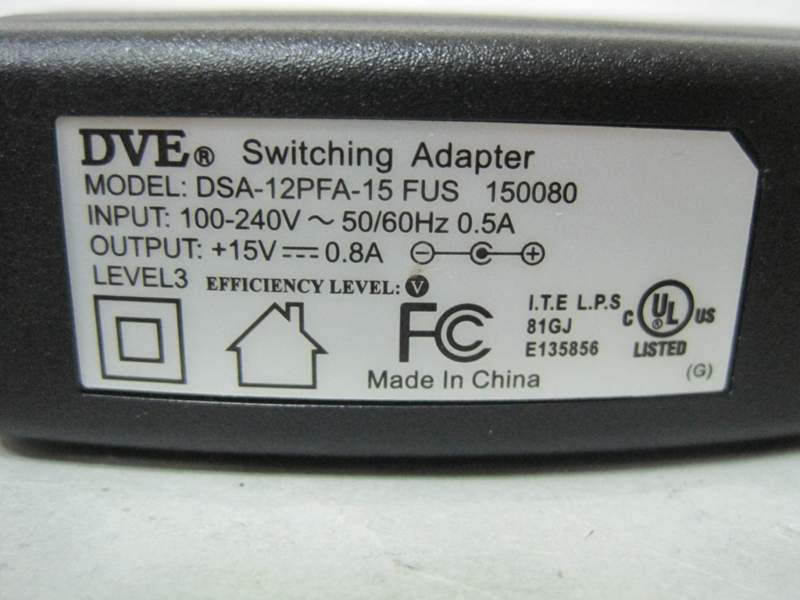 DVE® Switching Adapter
MODEL: DSA-12PFA-15 FUS 150080
INPUT: 100-240V ~ 50/60Hz 0.5A
OUTPUT: +15V ⎓ 0.8A
LEVEL3 EFFICIENCY LEVEL: V
FC
I.T.E L.P.S
81GJ
E135856
C UL ® US
LISTED
Made In China
(G)